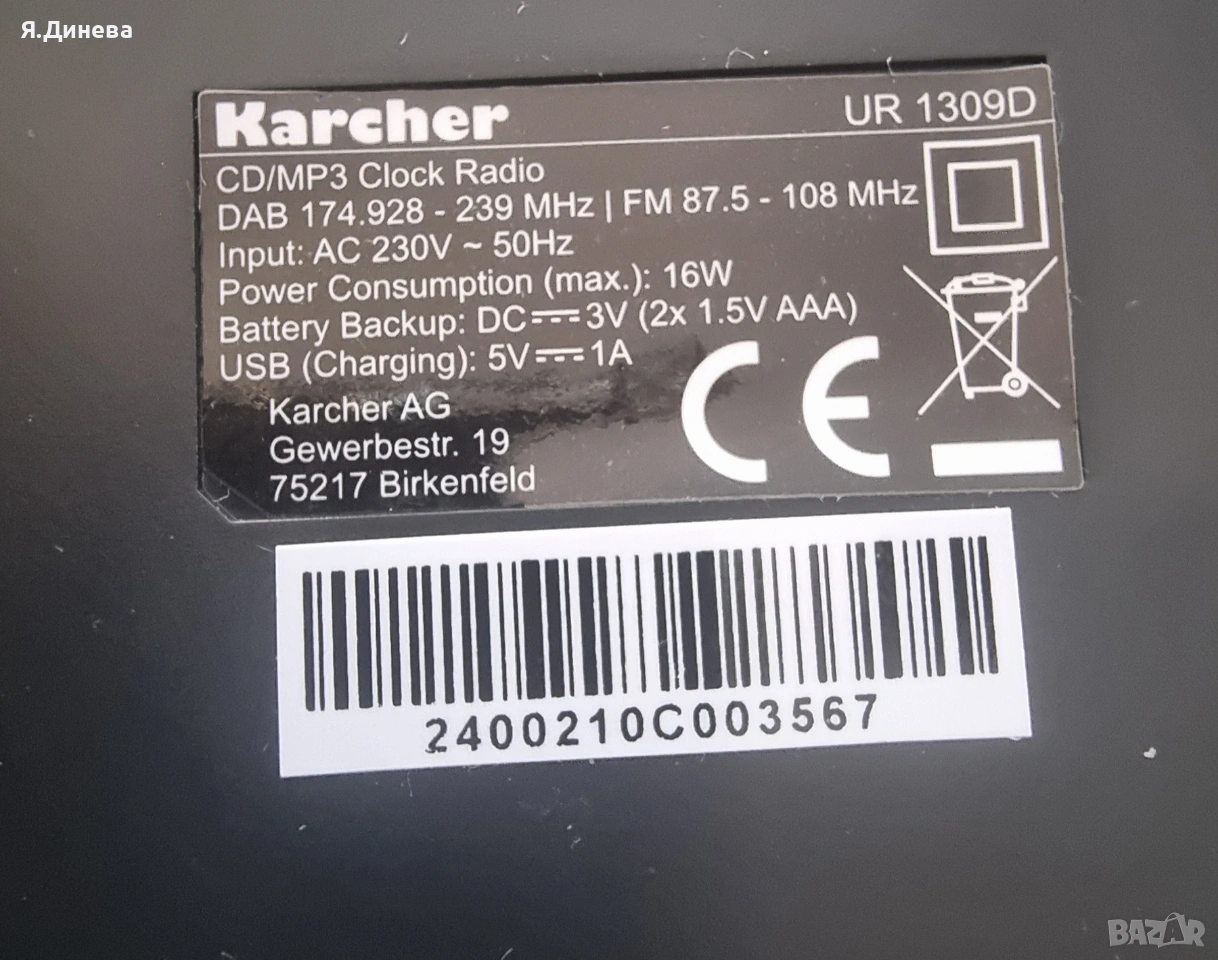 Я.Динева
Karcher
UR 1309D
CD/MP3 Clock Radio
DAB 174.928 - 239 MHz | FM 87.5 - 108 MHz
Input: AC 230V ~ 50Hz
Power Consumption (max.): 16W
Battery Backup: DC⎓3V (2x 1.5V AAA)
USB (Charging): 5V⎓1A
Karcher AG
Gewerbestr. 19
75217 Birkenfeld
CE
2400210C003567
BAZAR